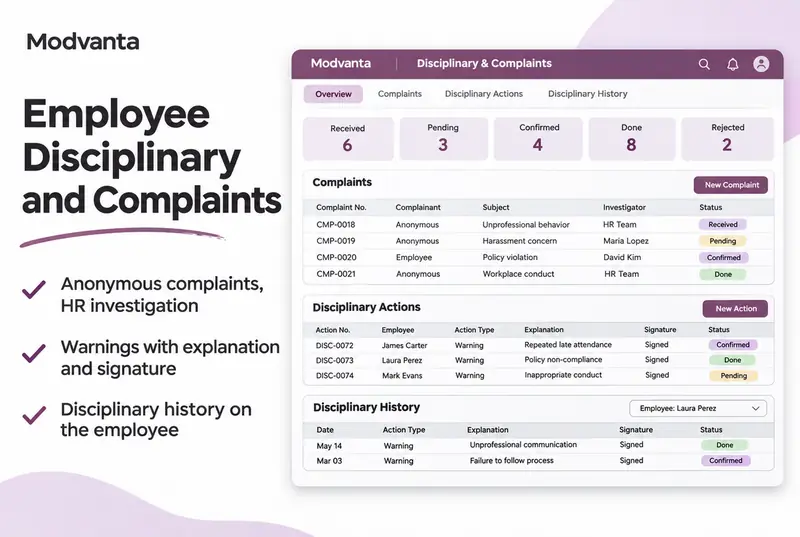 Modvanta
Employee
Disciplinary
and Complaints
Anonymous complaints,
HR investigation
Warnings with explanation
and signature
Disciplinary history on
the employee
Modvanta Disciplinary & Complaints
Overview Complaints Disciplinary Actions Disciplinary History
Received Pending Confirmed Done Rejected
6 3 4 8 2
Complaints New Complaint
Complaint No. Complainant Subject Investigator Status
CMP-0018 Anonymous Unprofessional behavior HR Team Received
CMP-0019 Anonymous Harassment concern Maria Lopez Pending
CMP-0020 Employee Policy violation David Kim Confirmed
CMP-0021 Anonymous Workplace conduct HR Team Done
Disciplinary Actions New Action
Action No. Employee Action Type Explanation Signature Status
DISC-0072 James Carter Warning Repeated late attendance Signed Confirmed
DISC-0073 Laura Perez Warning Policy non-compliance Signed Done
DISC-0074 Mark Evans Warning Inappropriate conduct Signed Pending
Disciplinary History Employee: Laura Perez
Date Action Type Explanation Signature Status
May 14 Warning Unprofessional communication Signed Done
Mar 03 Warning Failure to follow process Signed Confirmed